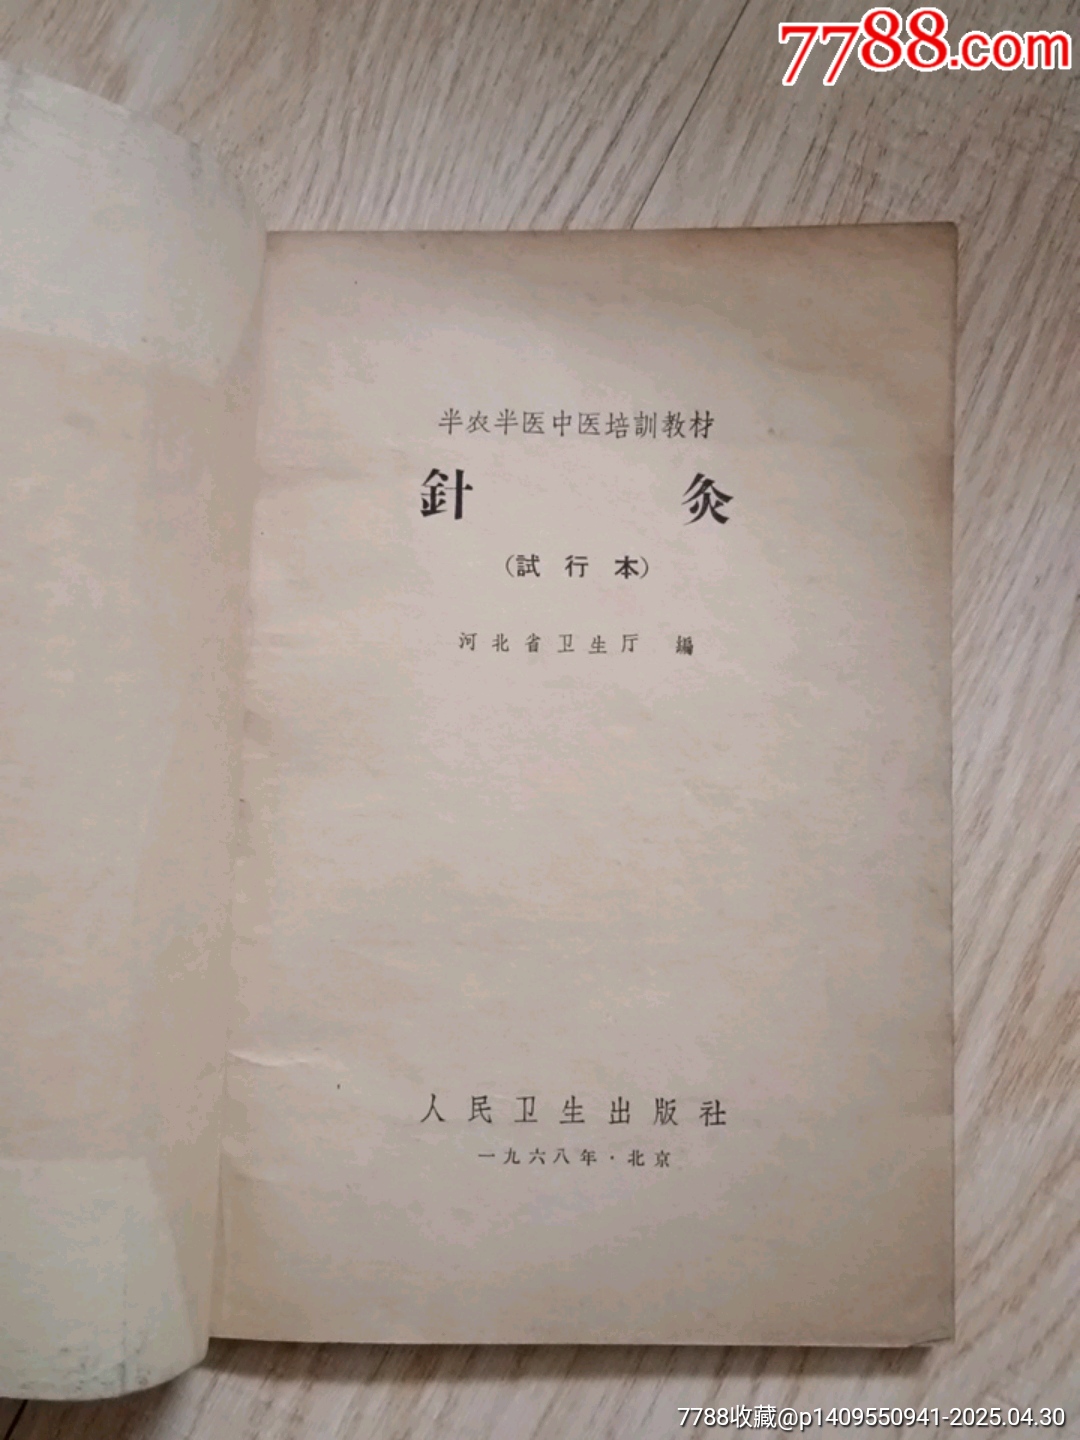 7788.com
半农半医中医培訓教材
針 灸
(試行本)
河北省卫生厅 編
人民卫生出版社
一九六八年·北京
7788收藏@p1409550941-2025.04.30